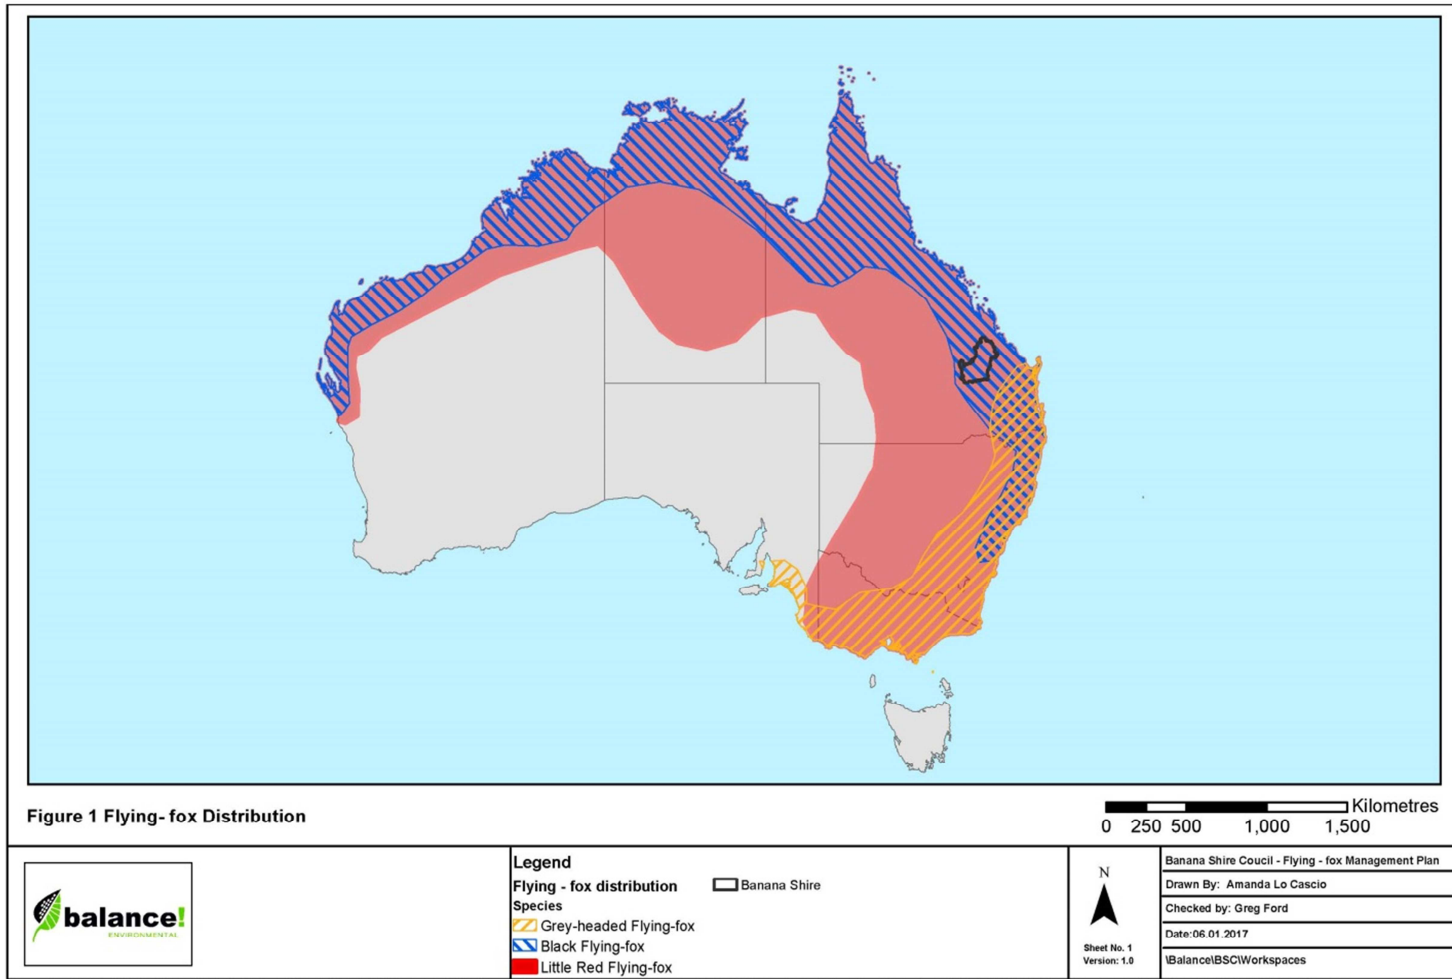 Figure 1 Flying- fox Distribution
Kilometres
0 250 500 1,000 1,500
balance!
ENVIRONMENTAL
Legend
Flying - fox distribution
Banana Shire
Species
Grey-headed Flying-fox
Black Flying-fox
Little Red Flying-fox
N
Sheet No. 1
Version: 1.0
Banana Shire Coucil - Flying - fox Management Plan
Drawn By: Amanda Lo Cascio
Checked by: Greg Ford
Date:06.01.2017
\Balance\BSC\Workspaces